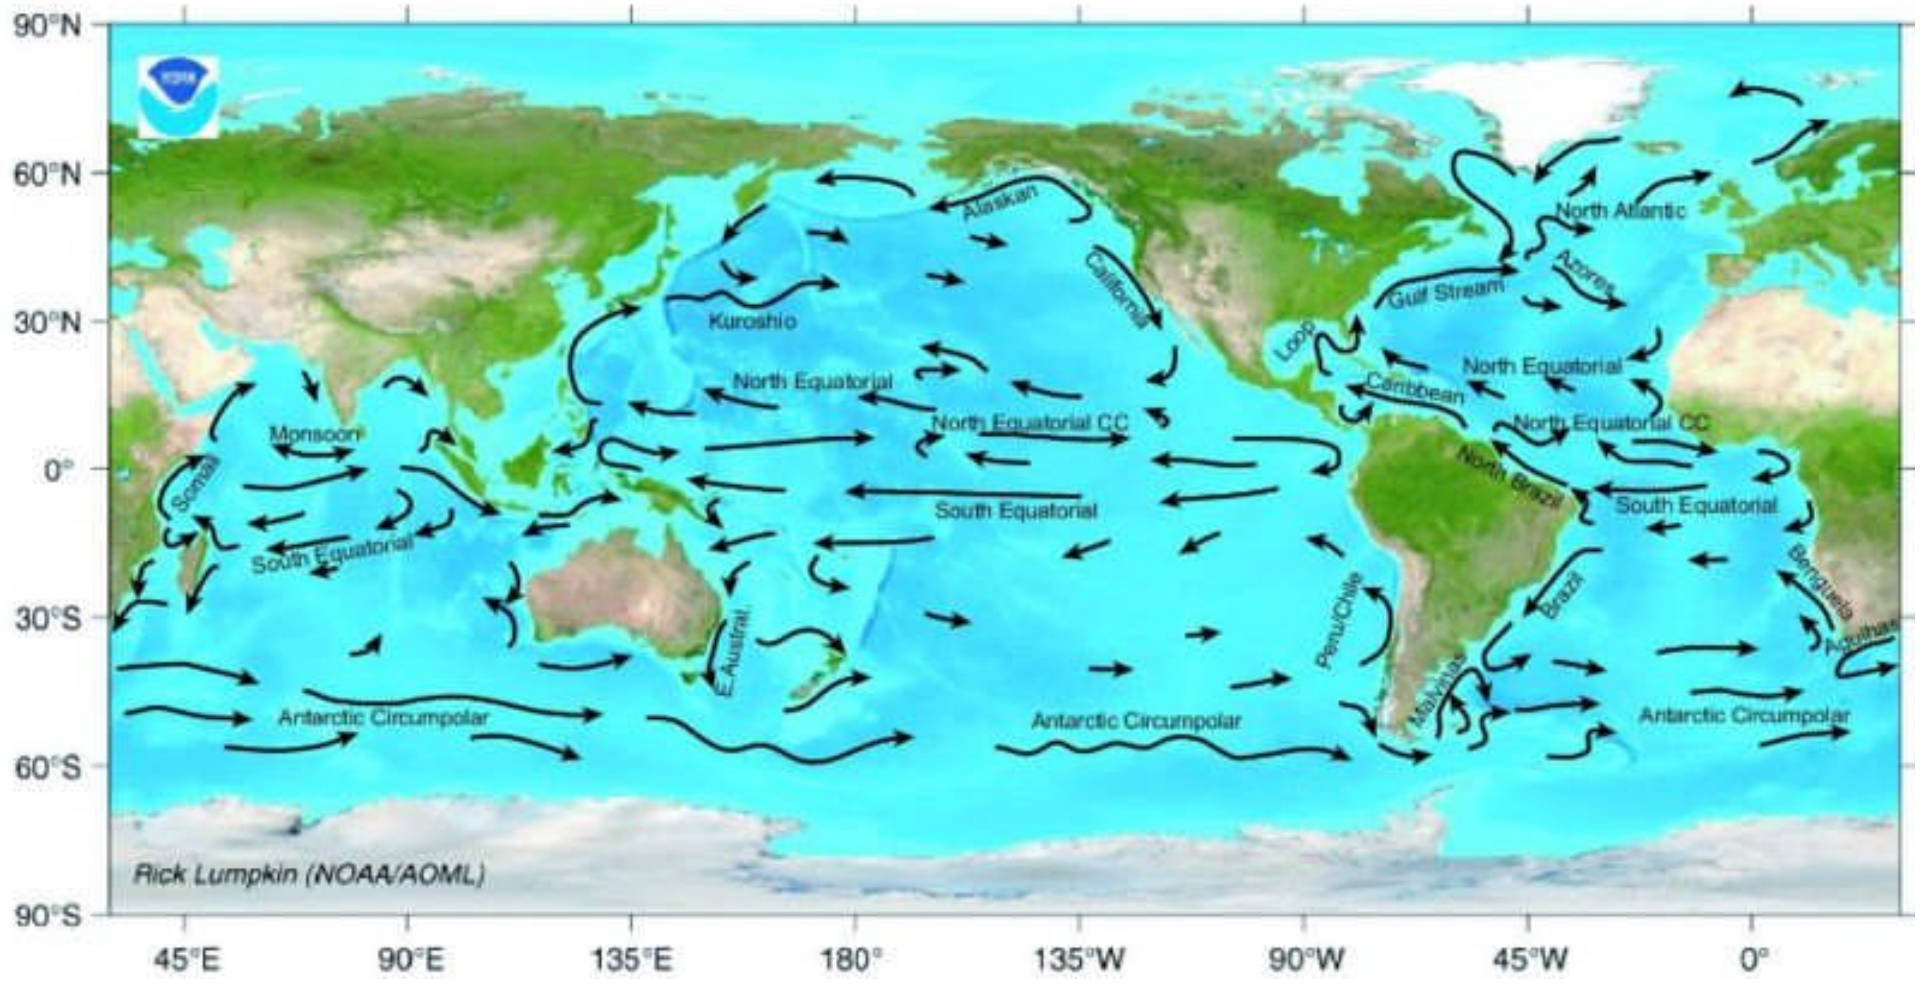 90°N
60°N
30°N
0°
30°S
60°S
90°S
NOAA
Alaskan
North Atlantic
California
Azores
Gulf Stream
Kuroshio
Loop
North Equatorial
North Equatorial
Caribbean
Monsoon
North Equatorial CC
North Equatorial CC
Somali
North Brazil
South Equatorial
South Equatorial
South Equatorial
Benguela
Brazil
Peru/Chile
E.Austral.
Agulhas
Malvinas
Antarctic Circumpolar
Antarctic Circumpolar
Antarctic Circumpolar
Rick Lumpkin (NOAA/AOML)
45°E
90°E
135°E
180°
135°W
90°W
45°W
0°